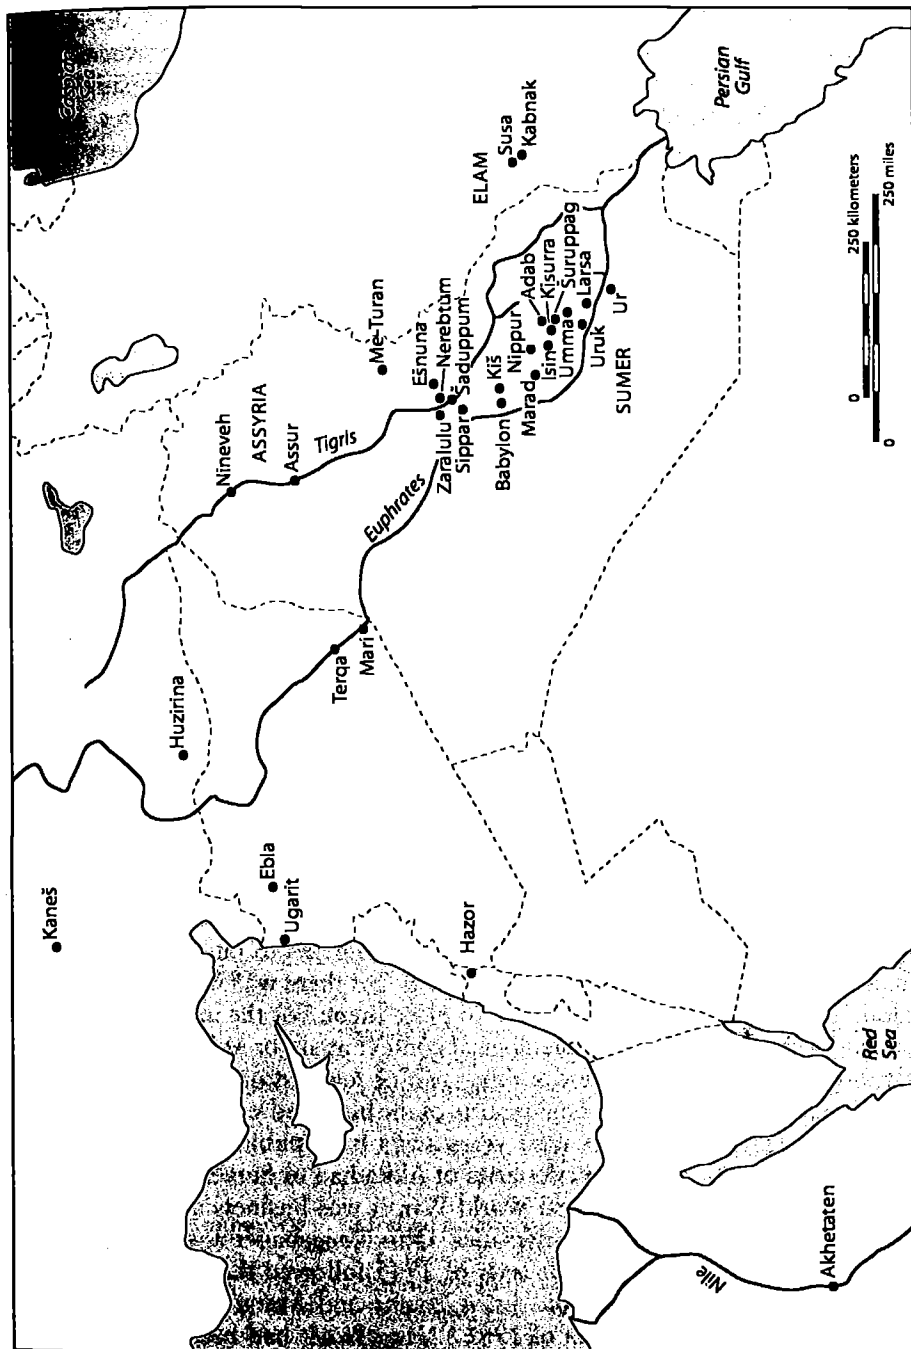 Caspian
Sea
Kaneš
Huzirina
Nineveh
ASSYRIA
Assur
Tigris
Me-Turan
Ebla
Ugarit
Terqa
Mari
Euphrates
Ešnuna
Nerebtum
Šaduppum
Zaralulu
Sippar
Babylon
Kiš
Marad
Nippur
Isin
Umma
Adab
Kisurra
Šuruppag
Larsa
Uruk
Ur
SUMER
ELAM
Susa
Kabnak
Persian
Gulf
Hazor
Red
Sea
Nile
Akhetaten
0 250 kilometers
0 250 miles